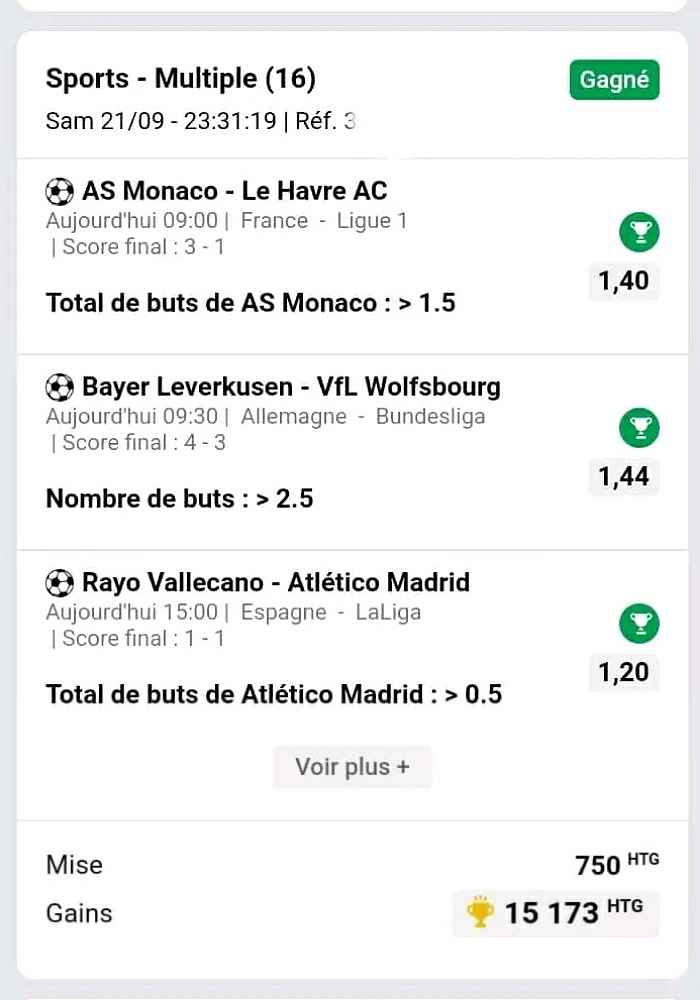 Sports - Multiple (16)
Gagné
Sam 21/09 - 23:31:19 | Réf. 3
AS Monaco - Le Havre AC
Aujourd'hui 09:00 | France - Ligue 1
| Score final : 3 - 1
1,40
Total de buts de AS Monaco : > 1.5
Bayer Leverkusen - VfL Wolfsbourg
Aujourd'hui 09:30 | Allemagne - Bundesliga
| Score final : 4 - 3
1,44
Nombre de buts : > 2.5
Rayo Vallecano - Atlético Madrid
Aujourd'hui 15:00 | Espagne - LaLiga
| Score final : 1 - 1
1,20
Total de buts de Atlético Madrid : > 0.5
Voir plus +
Mise 750 HTG
Gains 15 173 HTG